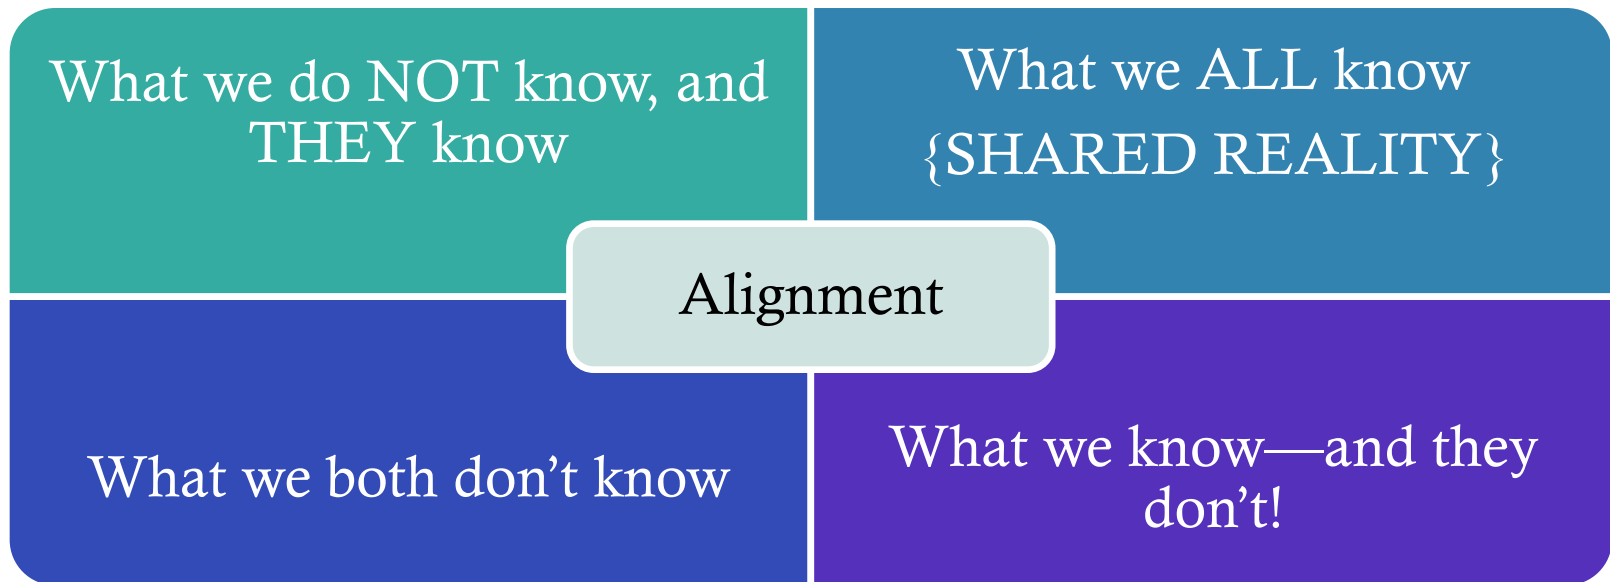 What we do NOT know, and
THEY know
What we ALL know
{SHARED REALITY}
Alignment
What we both don’t know
What we know—and they
don’t!